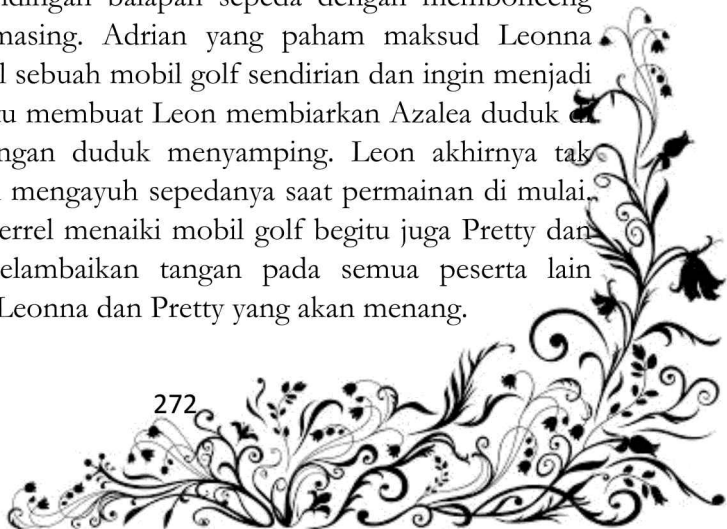 dingan balapan sepeda dengan membonceng
masing. Adrian yang paham maksud Leonna
l sebuah mobil golf sendirian dan ingin menjadi
tu membuat Leon membiarkan Azalea duduk
ngan duduk menyamping. Leon akhirnya tak
mengayuh sepedanya saat permainan di mulai.
errel menaiki mobil golf begitu juga Pretty dan
elambaikan tangan pada semua peserta lain
Leonna dan Pretty yang akan menang.
272